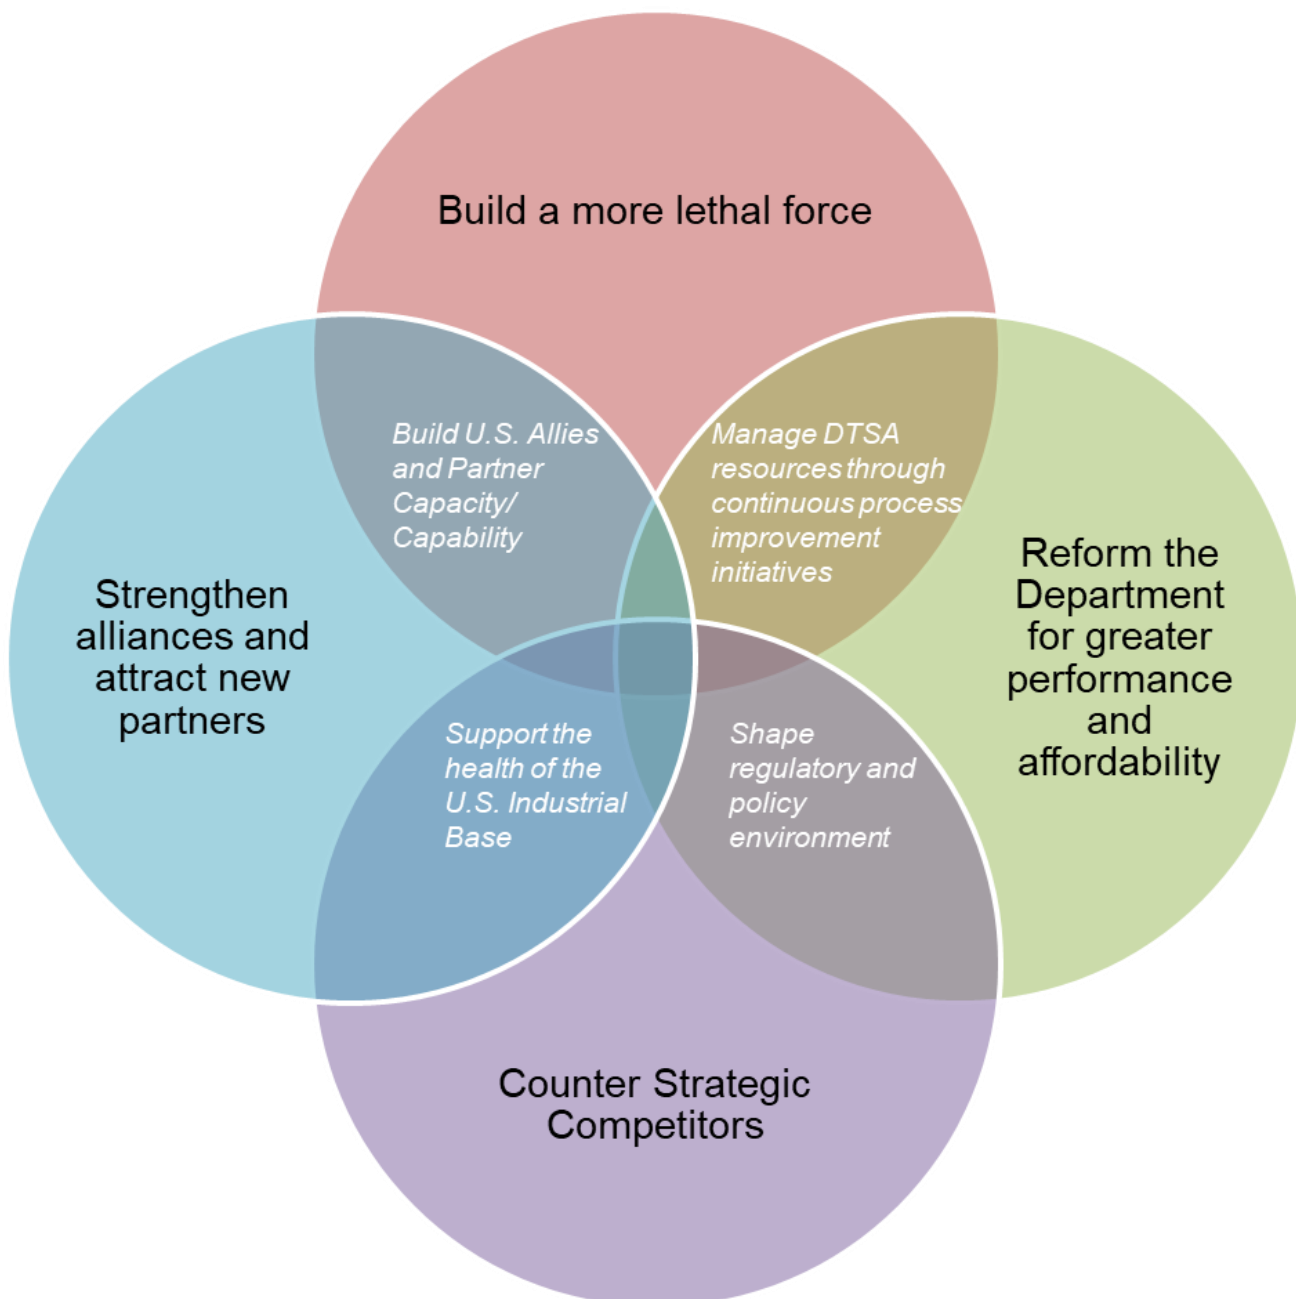 Build a more lethal force
Build U.S. Allies
and Partner
Capacity/
Capability
Manage DTSA
resources through
continuous process
improvement
initiatives
Strengthen
alliances and
attract new
partners
Reform the
Department
for greater
performance
and
affordability
Support the
health of the
U.S. Industrial
Base
Shape
regulatory and
policy
environment
Counter Strategic
Competitors